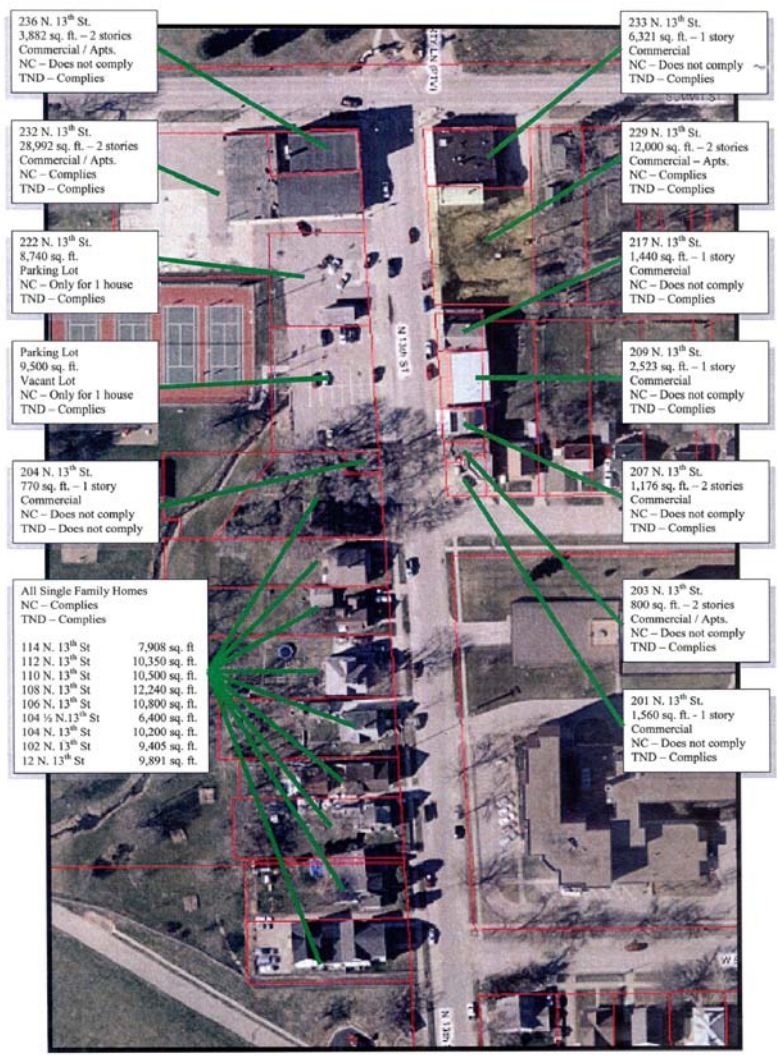 236 N. 13th St.
3,882 sq. ft. – 2 stories
Commercial / Apts.
NC – Does not comply
TND – Complies
232 N. 13th St.
28,992 sq. ft. – 2 stories
Commercial / Apts.
NC – Complies
TND – Complies
222 N. 13th St.
8,740 sq. ft.
Parking Lot
NC – Only for 1 house
TND – Complies
Parking Lot
9,500 sq. ft.
Vacant Lot
NC – Only for 1 house
TND – Complies
204 N. 13th St.
770 sq. ft. – 1 story
Commercial
NC – Does not comply
TND – Does not comply
All Single Family Homes
NC – Complies
TND – Complies
114 N. 13th St 7,908 sq. ft
112 N. 13th St 10,350 sq. ft.
110 N. 13th St 10,500 sq. ft.
108 N. 13th St 12,240 sq. ft.
106 N. 13th St 10,800 sq. ft.
104 ½ N.13th St 6,400 sq. ft.
104 N. 13th St 10,200 sq. ft.
102 N. 13th St 9,405 sq. ft.
12 N. 13th St 9,891 sq. ft.
(PTV)
N 13th ST
N 13th
W
233 N. 13th St.
6,321 sq. ft. – 1 story
Commercial
NC – Does not comply
TND – Complies
SUMMIT ST
229 N. 13th St.
12,000 sq. ft. – 2 stories
Commercial – Apts.
NC – Complies
TND – Complies
217 N. 13th St.
1,440 sq. ft. – 1 story
Commercial
NC – Does not comply
TND – Complies
209 N. 13th St.
2,523 sq. ft. – 1 story
Commercial
NC – Does not comply
TND – Complies
207 N. 13th St.
1,176 sq. ft. – 2 stories
Commercial
NC – Does not comply
TND – Complies
203 N. 13th St.
800 sq. ft. – 2 stories
Commercial / Apts.
NC – Does not comply
TND – Complies
201 N. 13th St.
1,560 sq. ft. - 1 story
Commercial
NC – Does not comply
TND – Complies